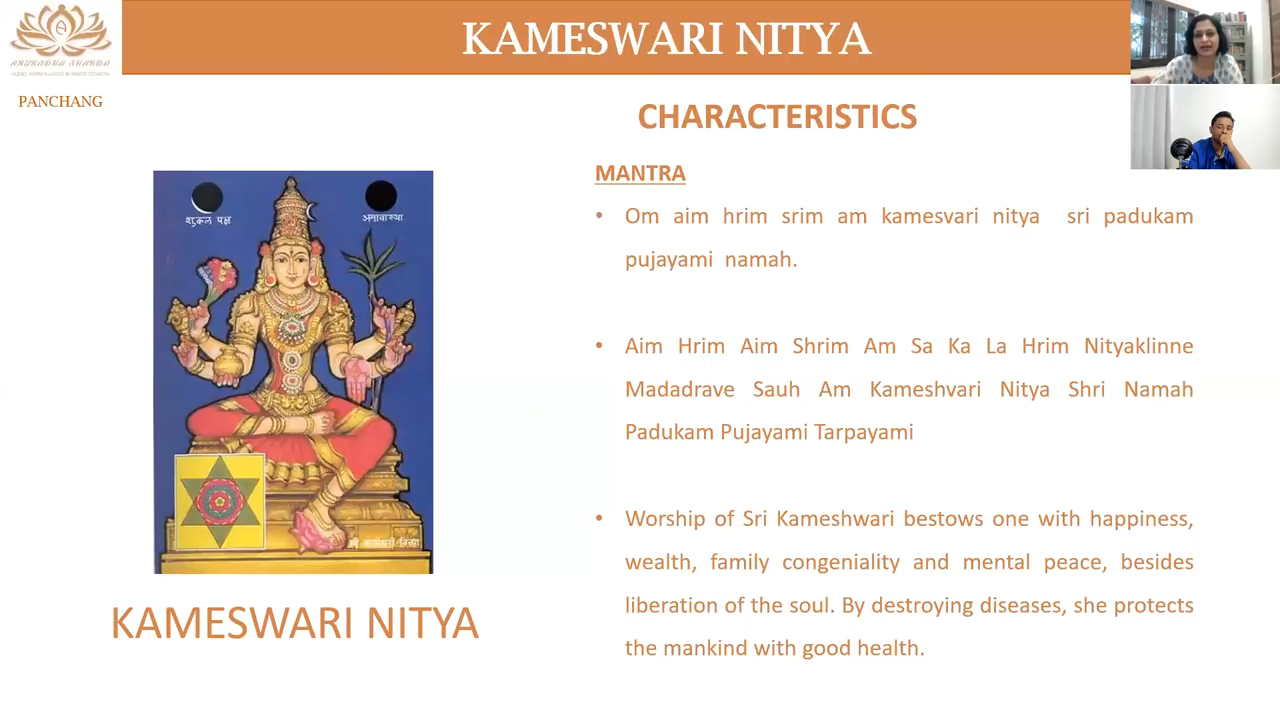 KAMESWARI NITYA
ANURADHA SHARDA
PANCHANG
CHARACTERISTICS
MANTRA
• Om aim hrim srim am kamesvari nitya sri padukam
pujayami namah.
• Aim Hrim Aim Shrim Am Sa Ka La Hrim Nityaklinne
Madadrave Sauh Am Kameshvari Nitya Shri Namah
Padukam Pujayami Tarpayami
• Worship of Sri Kameshwari bestows one with happiness,
wealth, family congeniality and mental peace, besides
liberation of the soul. By destroying diseases, she protects
the mankind with good health.
शुक्ल पक्ष
अमावास्या
KAMESWARI NITYA